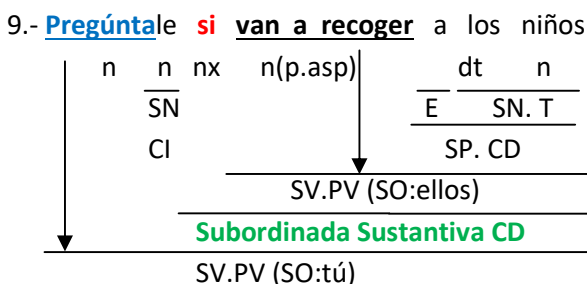 9.- Pregúntale si van a recoger a los niños
n n nx n(p.asp) dt n
SN E SN. T
CI SP. CD
SV.PV (SO:ellos)
Subordinada Sustantiva CD
SV.PV (SO:tú)